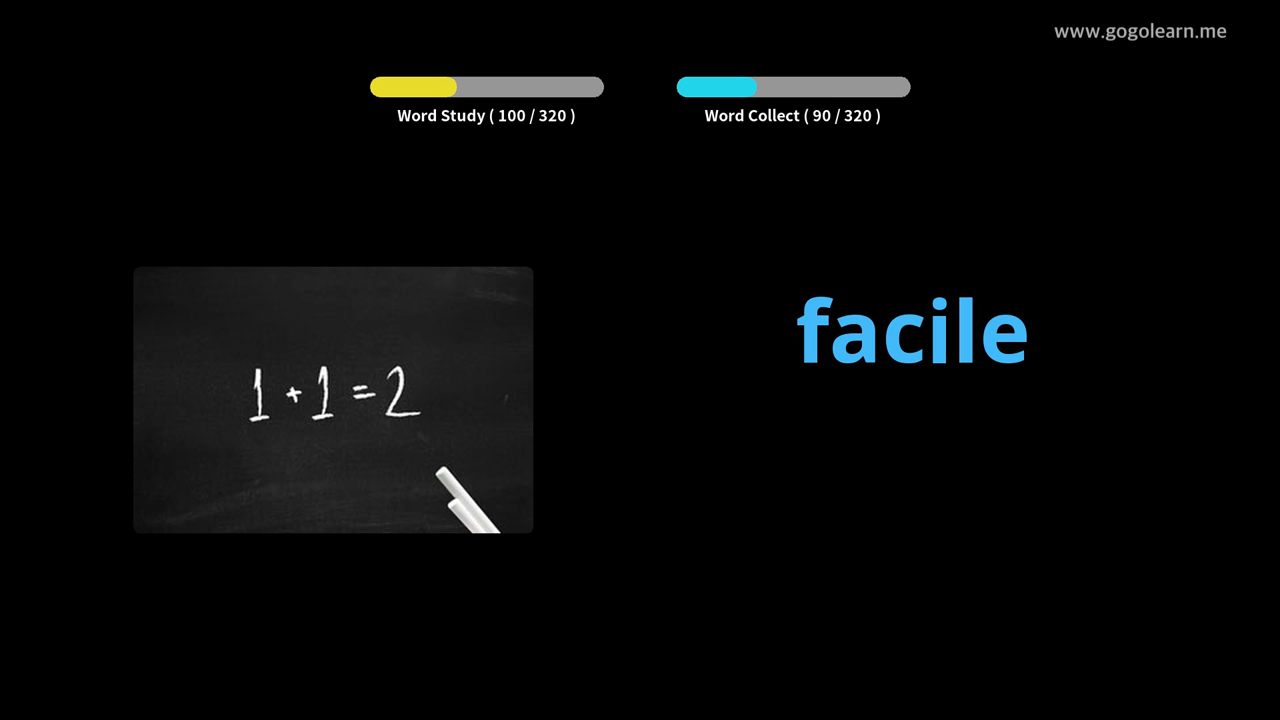 www.gogolearn.me
Word Study ( 100 / 320 )
Word Collect ( 90 / 320 )
facile
1 + 1 = 2